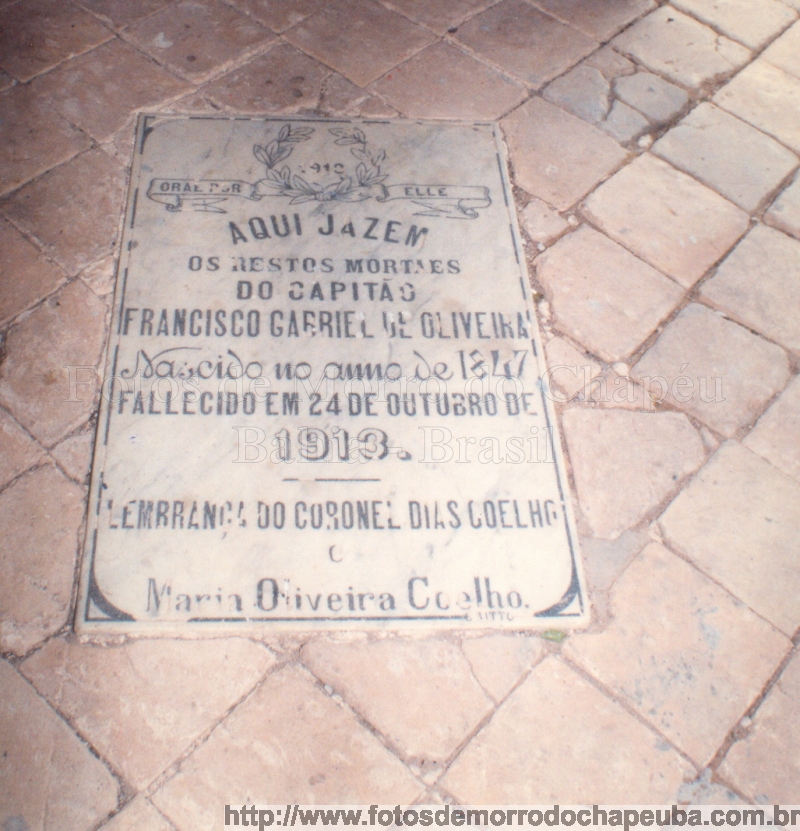 1912
ORAE POR ELLE
AQUI JAZEM
OS RESTOS MORTAES
DO CAPITÃO
FRANCISCO GABRIEL DE OLIVEIRA
Nascido no anno de 1847
FALLECIDO EM 24 DE OUTUBRO DE
1913.
LEMBRANÇA DO CORONEL DIAS COELHO
e
Maria Oliveira Coelho.
Fotos de Morro do Chapéu
Bahia - Brasil
http://www.fotosdemorrodochapeuba.com.br